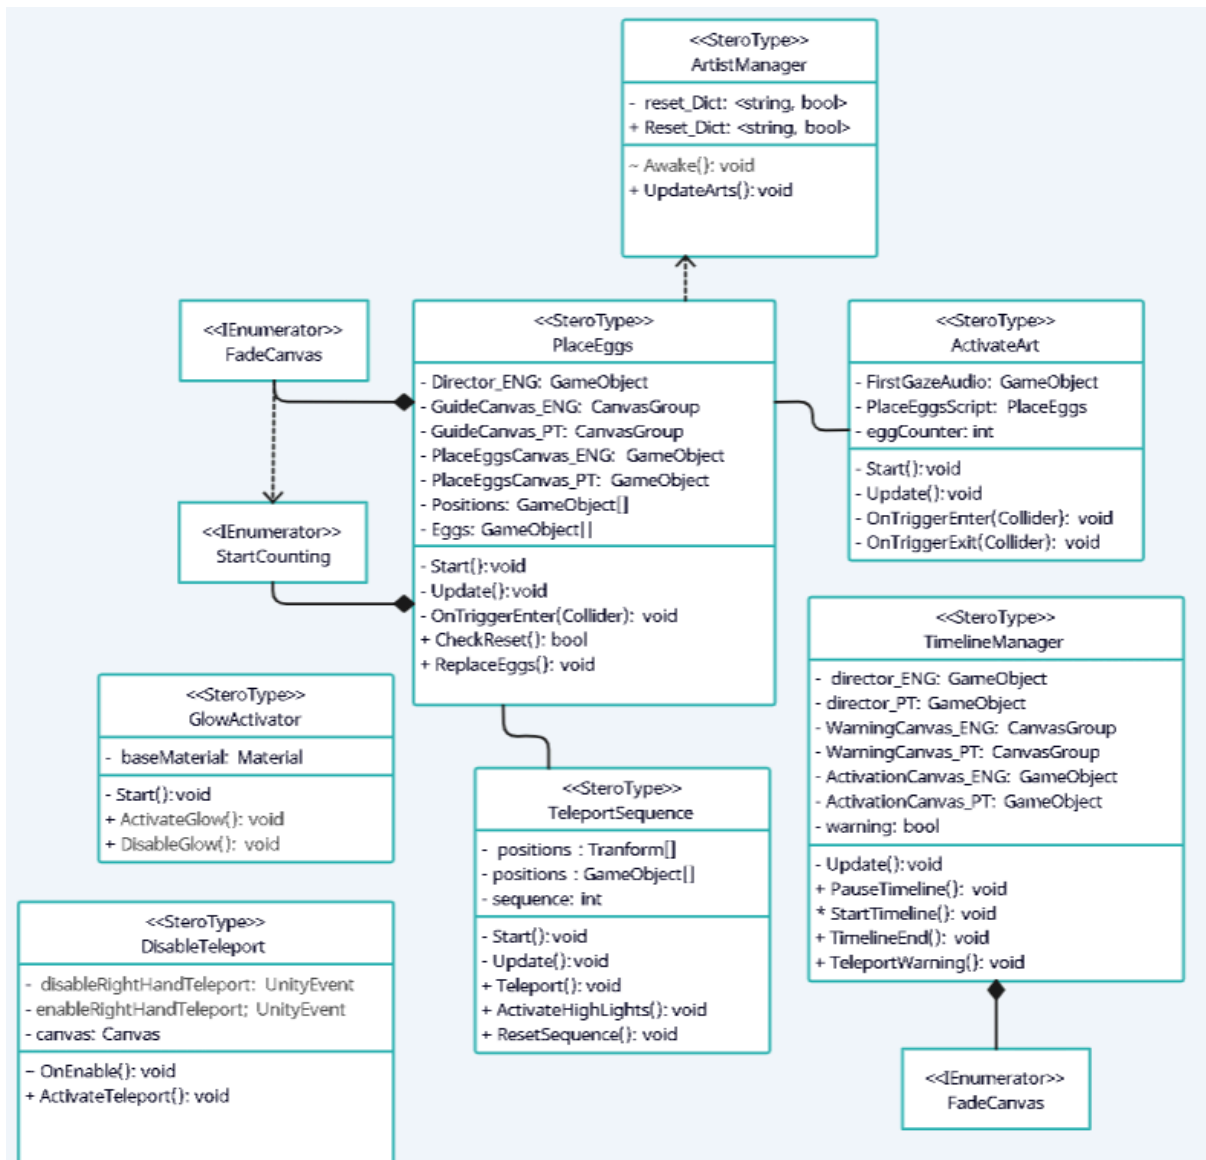 <<SteroType>>
ArtistManager
- reset_Dict: <string, bool>
+ Reset_Dict: <string, bool>
~ Awake(): void
+ UpdateArts(): void
<<IEnumerator>>
FadeCanvas
<<SteroType>>
PlaceEggs
- Director_ENG: GameObject
- GuideCanvas_ENG: CanvasGroup
- GuideCanvas_PT: CanvasGroup
- PlaceEggsCanvas_ENG: GameObject
- PlaceEggsCanvas_PT: GameObject
- Positions: GameObject[]
- Eggs: GameObject[]
- Start(): void
- Update(): void
- OnTriggerEnter(Collider): void
+ CheckReset(): bool
+ ReplaceEggs(): void
<<SteroType>>
ActivateArt
- FirstGazeAudio: GameObject
- PlaceEggsScript: PlaceEggs
- eggCounter: int
- Start(): void
- Update(): void
- OnTriggerEnter(Collider): void
- OnTriggerExit(Collider): void
<<IEnumerator>>
StartCounting
<<SteroType>>
TimelineManager
- director_ENG: GameObject
- director_PT: GameObject
- WarningCanvas_ENG: CanvasGroup
- WarningCanvas_PT: CanvasGroup
- ActivationCanvas_ENG: GameObject
- ActivationCanvas_PT: GameObject
- warning: bool
- Update(): void
+ PauseTimeline(): void
* StartTimeline(): void
+ TimelineEnd(): void
+ TeleportWarning(): void
<<SteroType>>
GlowActivator
- baseMaterial: Material
- Start(): void
+ ActivateGlow(): void
+ DisableGlow(): void
<<SteroType>>
TeleportSequence
- positions : Tranform[]
- positions : GameObject[]
- sequence: int
- Start(): void
- Update(): void
+ Teleport(): void
+ ActivateHighLights(): void
+ ResetSequence(): void
<<SteroType>>
DisableTeleport
- disableRightHandTeleport: UnityEvent
- enableRightHandTeleport; UnityEvent
- canvas: Canvas
~ OnEnable(): void
+ ActivateTeleport(): void
<<IEnumerator>>
FadeCanvas